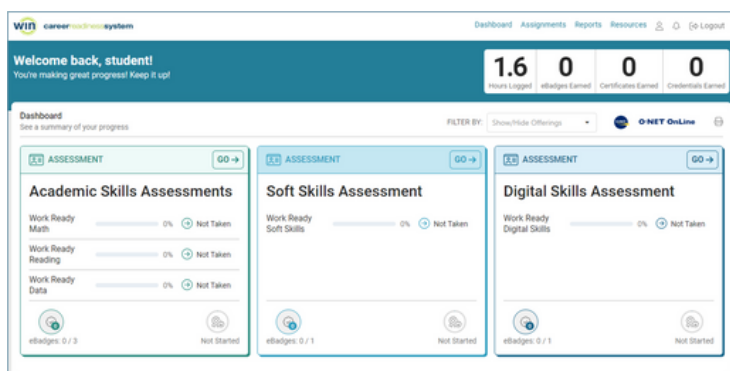 win career readiness system
Dashboard Assignments Reports Resources Logout
Welcome back, student!
You're making great progress! Keep it up!
1.6 0 0 0
Hours Logged eBadges Earned Certificates Earned Credentials Earned
Dashboard
See a summary of your progress
FILTER BY: Show/Hide Offerings O*NET OnLine
ASSESSMENT GO →
Academic Skills Assessments
Work Ready
Math
0% Not Taken
Work Ready
Reading
0% Not Taken
Work Ready
Data
0% Not Taken
eBadges: 0 / 3 Not Started
ASSESSMENT GO →
Soft Skills Assessment
Work Ready
Soft Skills
0% Not Taken
eBadges: 0 / 1 Not Started
ASSESSMENT GO →
Digital Skills Assessment
Work Ready
Digital Skills
0% Not Taken
eBadges: 0 / 1 Not Started